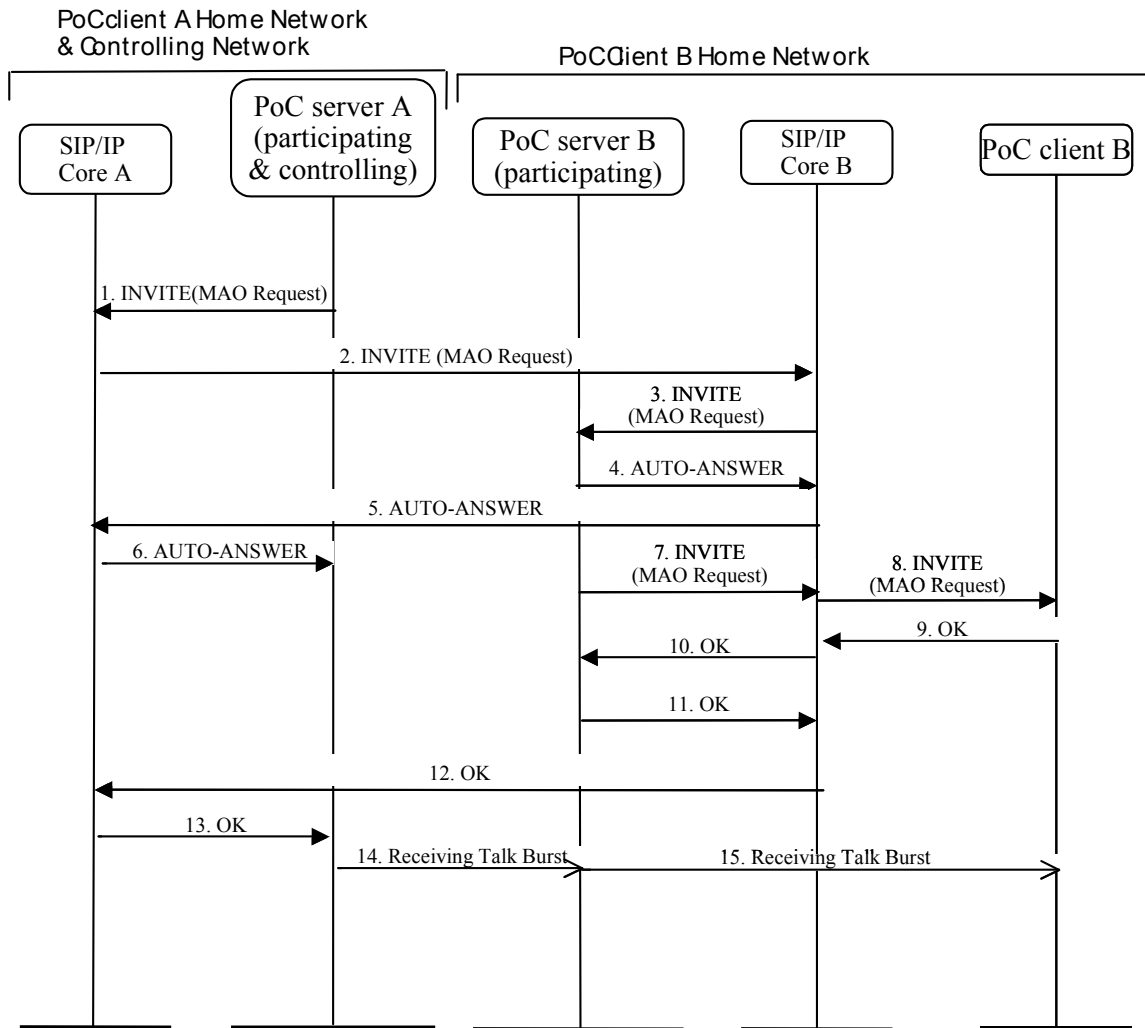 PoCclient A Home Network
& Controlling Network
PoCClient B Home Network
SIP/IP
Core A
PoC server A
(participating
& controlling)
PoC server B
(participating)
SIP/IP
Core B
PoC client B
1. INVITE(MAO Request)
2. INVITE (MAO Request)
3. INVITE
(MAO Request)
4. AUTO-ANSWER
5. AUTO-ANSWER
6. AUTO-ANSWER
7. INVITE
(MAO Request)
8. INVITE
(MAO Request)
9. OK
10. OK
11. OK
12. OK
13. OK
14. Receiving Talk Burst
15. Receiving Talk Burst